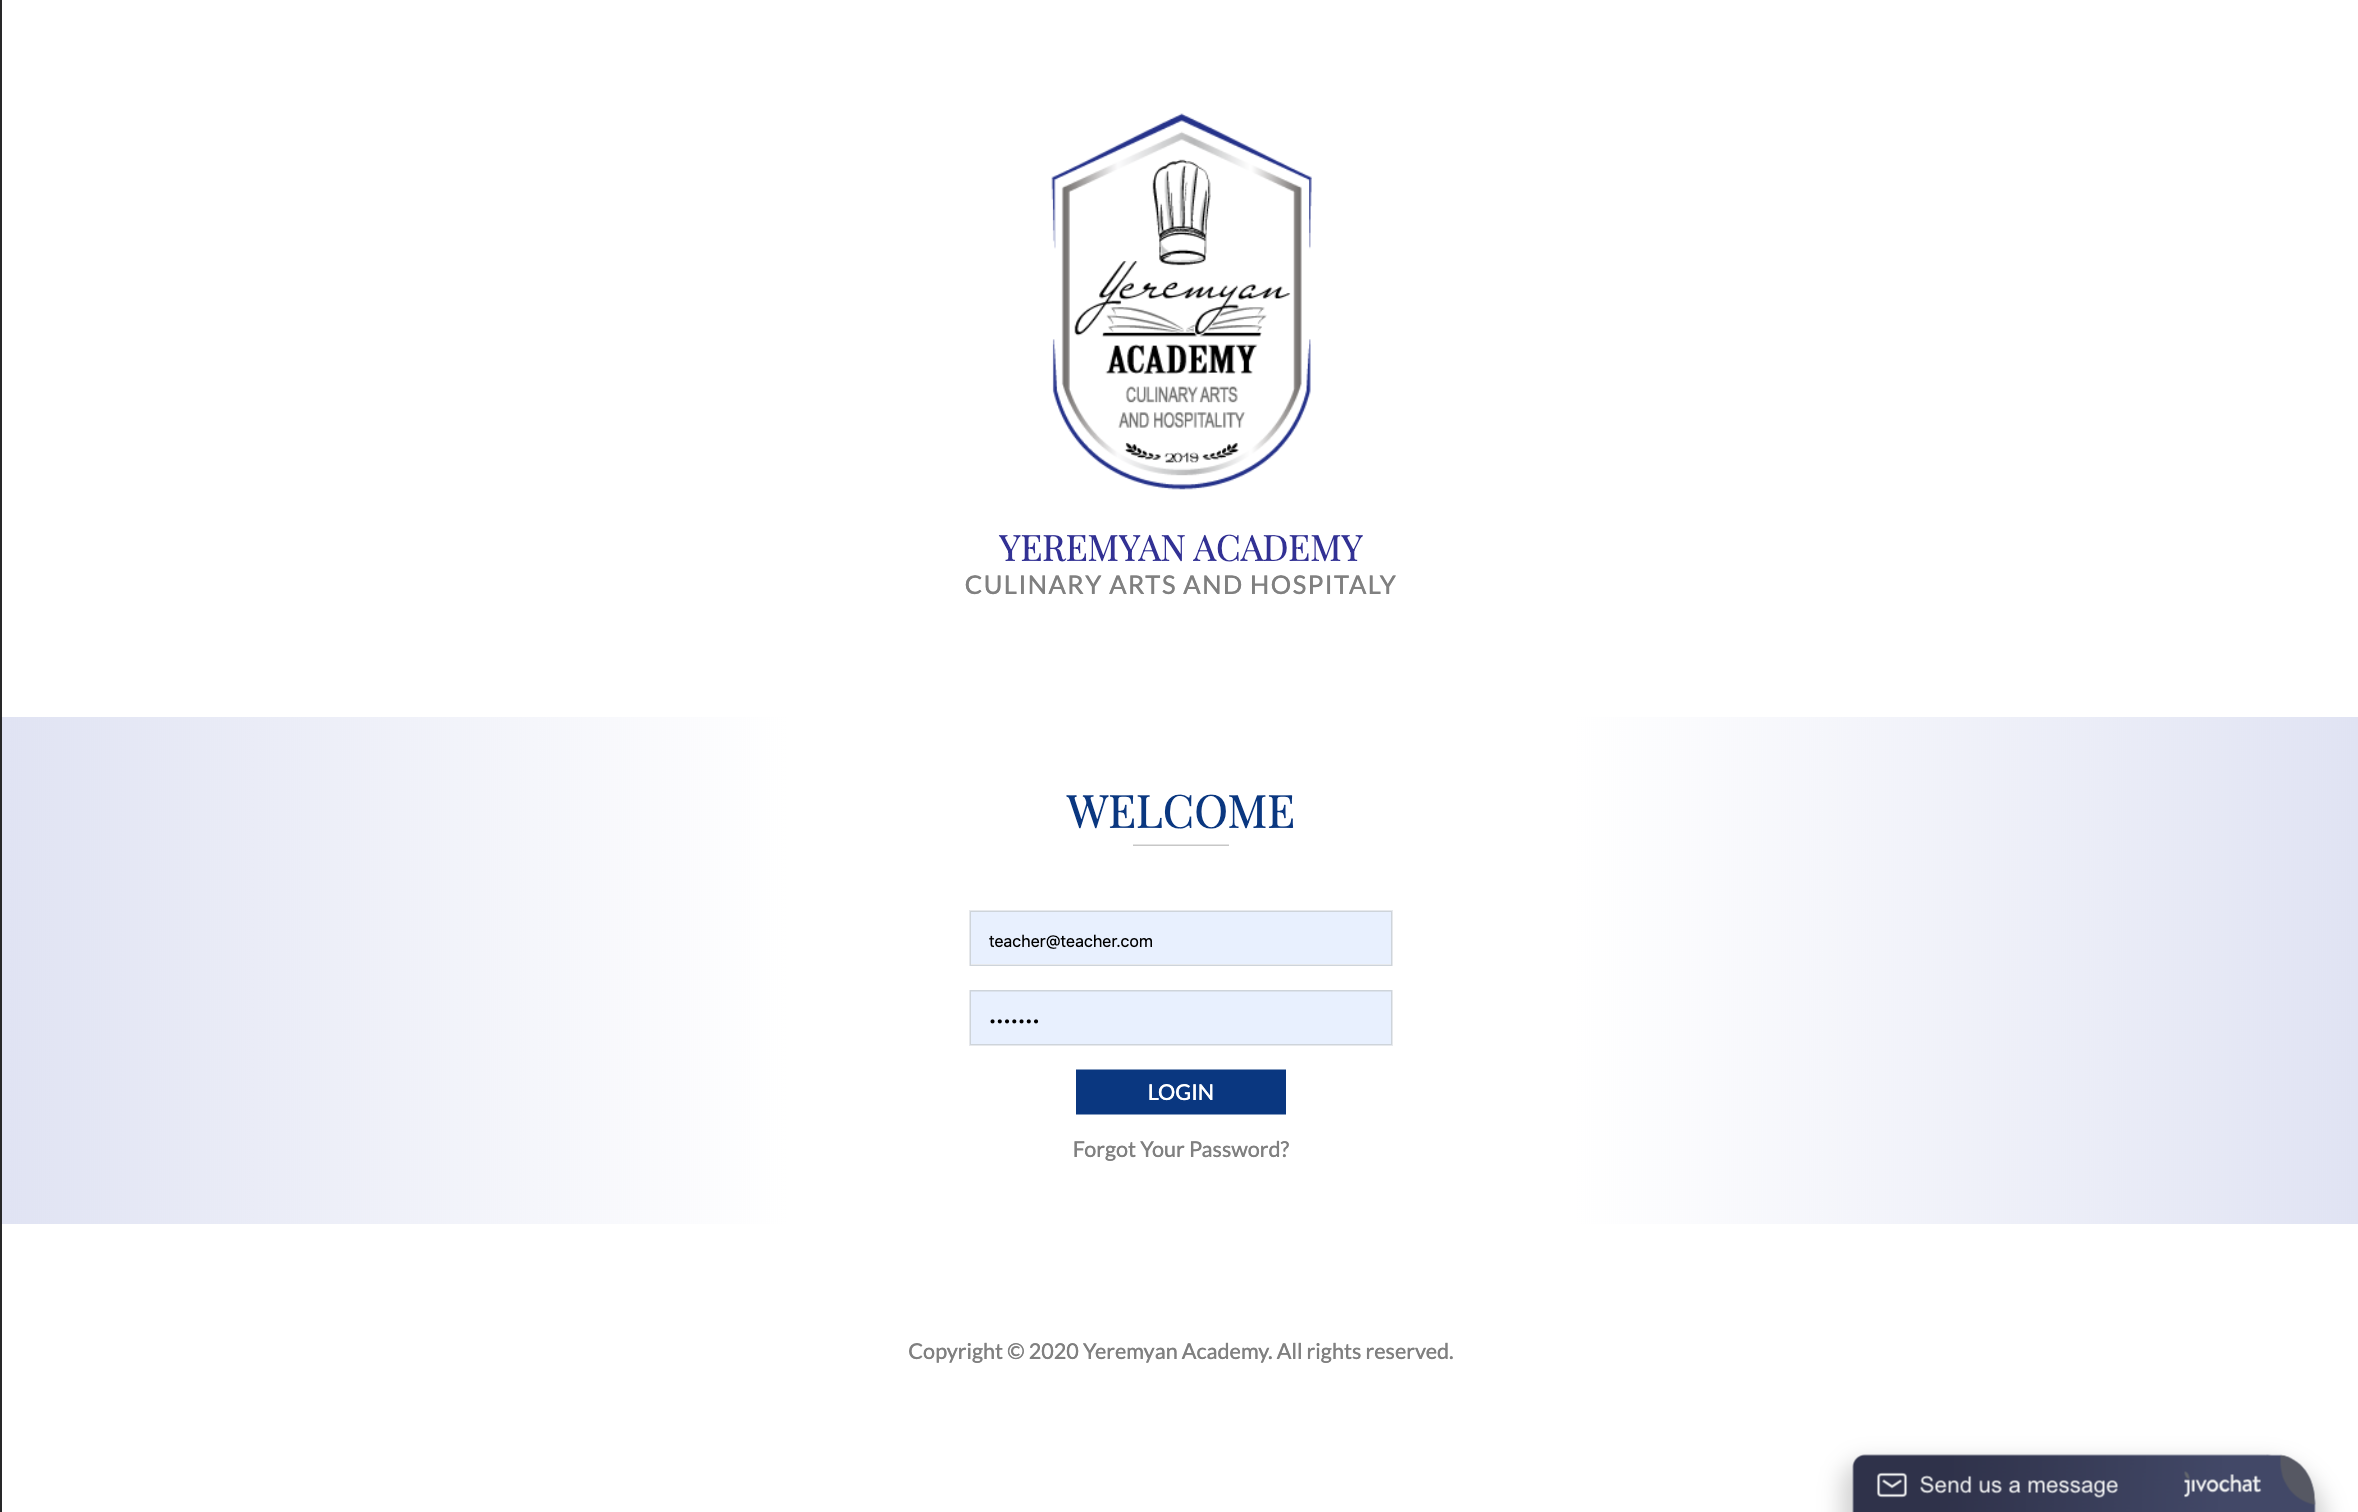 Yeremyan
ACADEMY
CULINARY ARTS
AND HOSPITALITY
2019
YEREMYAN ACADEMY
CULINARY ARTS AND HOSPITALY
WELCOME
teacher@teacher.com
•••••••
LOGIN
Forgot Your Password?
Copyright © 2020 Yeremyan Academy. All rights reserved.
Send us a message jivochat